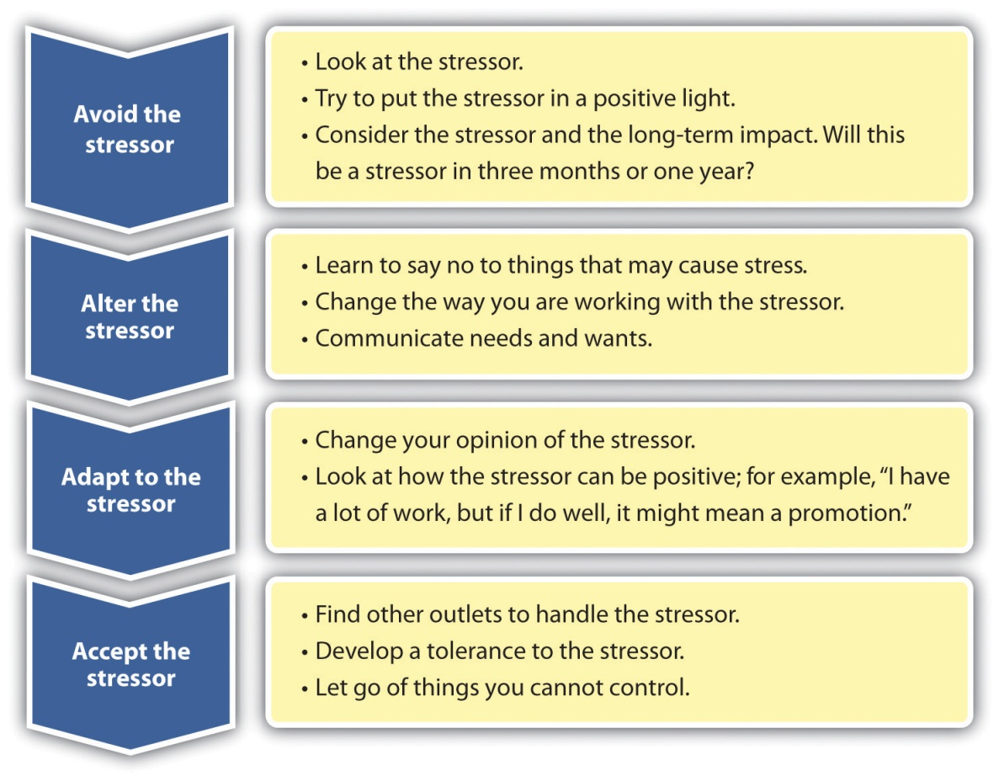 Avoid the
stressor
• Look at the stressor.
• Try to put the stressor in a positive light.
• Consider the stressor and the long-term impact. Will this
be a stressor in three months or one year?
Alter the
stressor
• Learn to say no to things that may cause stress.
• Change the way you are working with the stressor.
• Communicate needs and wants.
Adapt to the
stressor
• Change your opinion of the stressor.
• Look at how the stressor can be positive; for example, “I have
a lot of work, but if I do well, it might mean a promotion.”
Accept the
stressor
• Find other outlets to handle the stressor.
• Develop a tolerance to the stressor.
• Let go of things you cannot control.